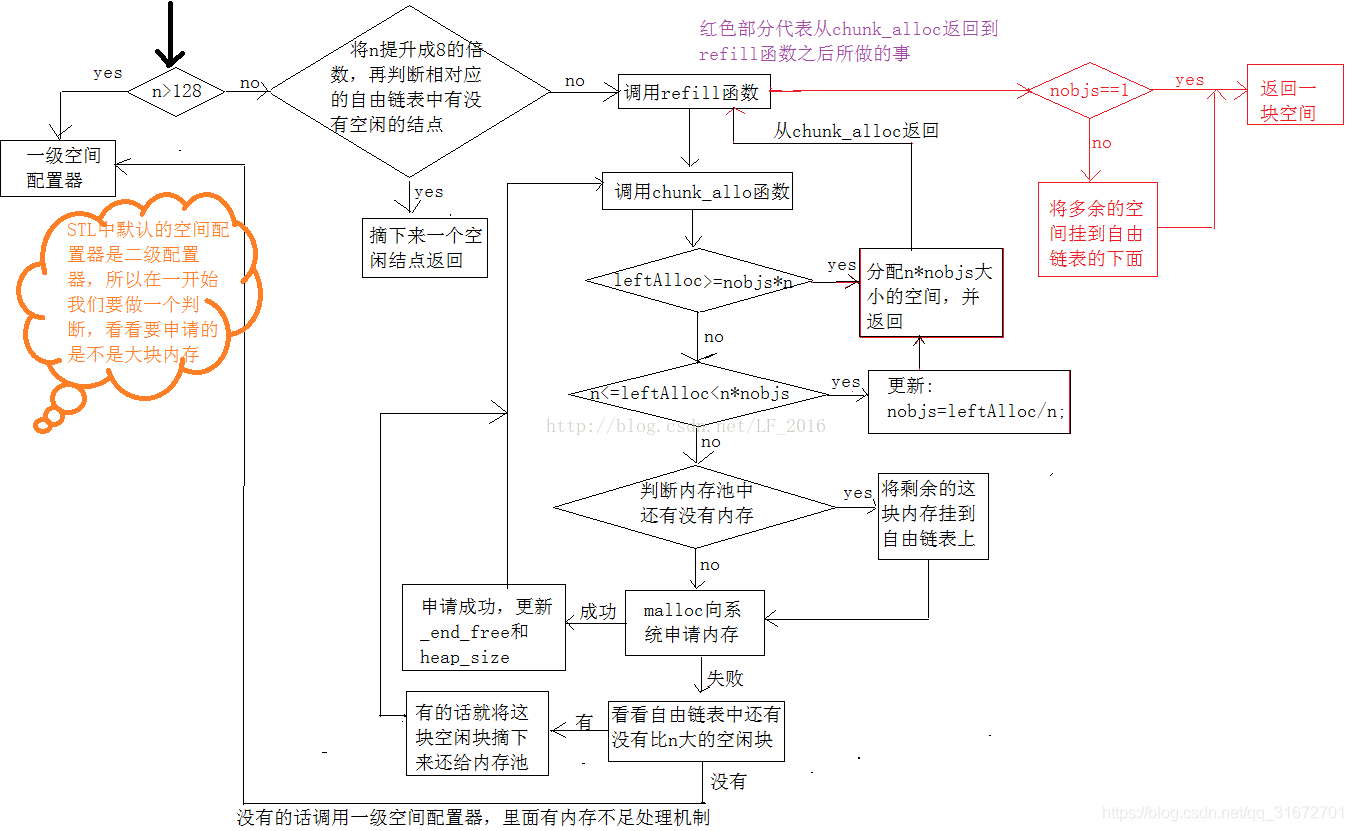 红色部分代表从chunk_alloc返回到
refill函数之后所做的事
yes
n>128
no
将n提升成8的倍
数，再判断相对应
的自由链表中有没
有空闲的结点
no
调用refill函数
nobjs==1
yes
返回一
块空间
从chunk_alloc返回
no
一级空间
配置器
yes
调用chunk_allo函数
将多余的空
间挂到自由
链表的下面
摘下来一个空
闲结点返回
STL中默认的空间配
置器是二级配置
器，所以在一开始
我们要做一个判
断，看看要申请的
是不是大块内存
leftAlloc>=nobjs*n
yes
分配n*nobjs大
小的空间，并
返回
no
n<=leftAlloc<n*nobjs
yes
更新:
nobjs=leftAlloc/n;
http://blog.csdn.net/LF_2016
no
判断内存池中
还有没有内存
yes
将剩余的这
块内存挂到
自由链表上
no
申请成功，更新
_end_free和
heap_size
成功
malloc向系
统申请内存
失败
有的话就将这
块空闲块摘下
来还给内存池
有
看看自由链表中还有
没有比n大的空闲块
没有
没有的话调用一级空间配置器，里面有内存不足处理机制
https://blog.csdn.net/qq_31672701